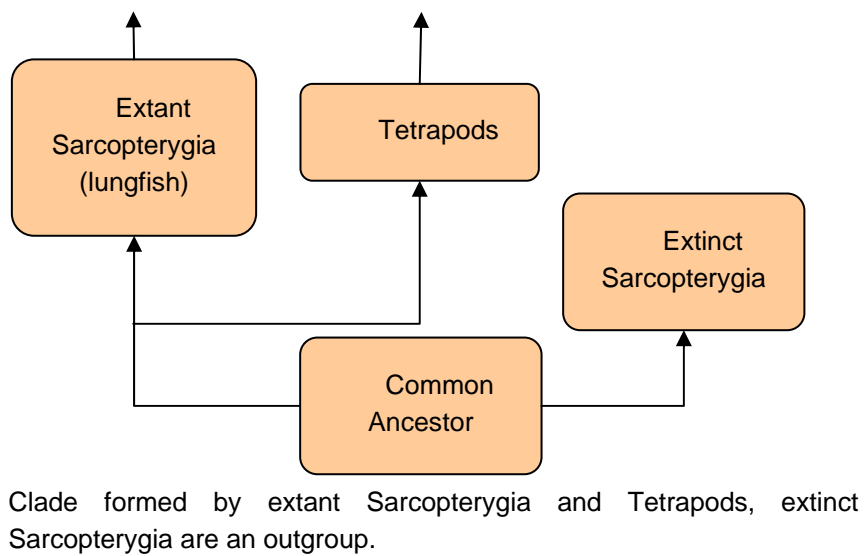 Extant
Sarcopterygia
(lungfish)
Tetrapods
Extinct
Sarcopterygia
Common
Ancestor
Clade formed by extant Sarcopterygia and Tetrapods, extinct
Sarcopterygia are an outgroup.